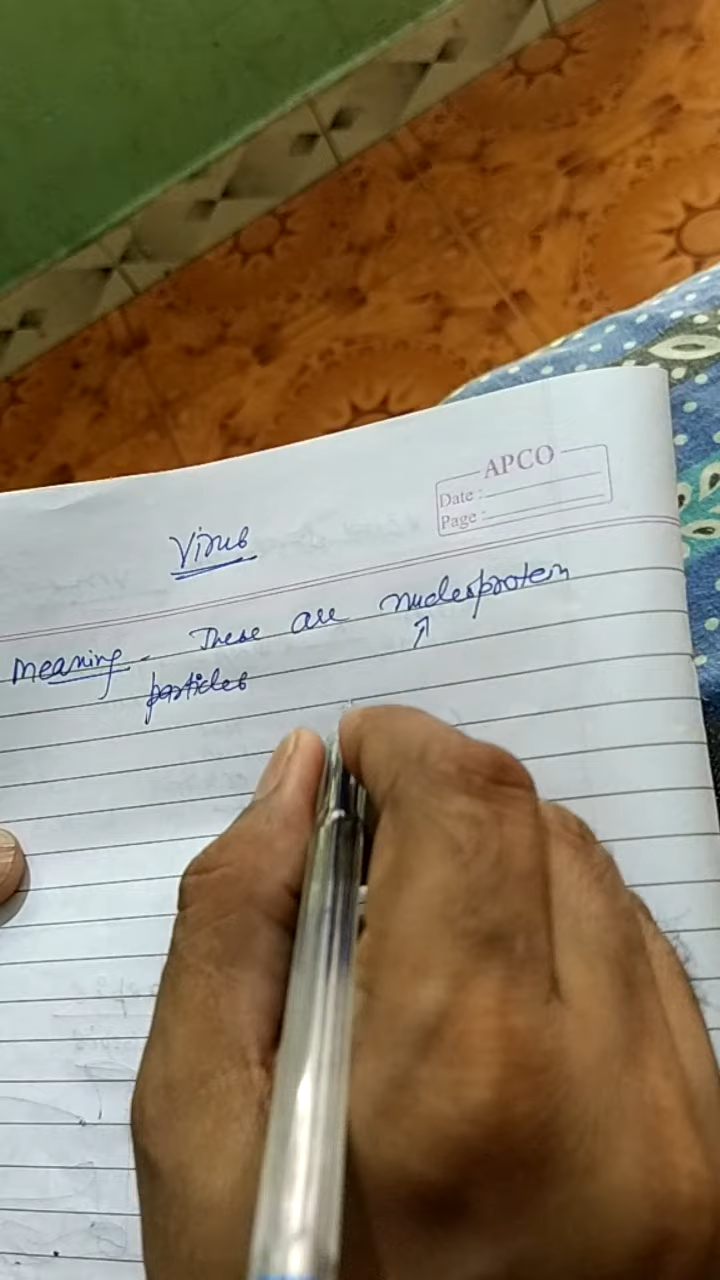 APCO
Date :
Page :
Virus
Meaning - These are nucleoprotein
particles